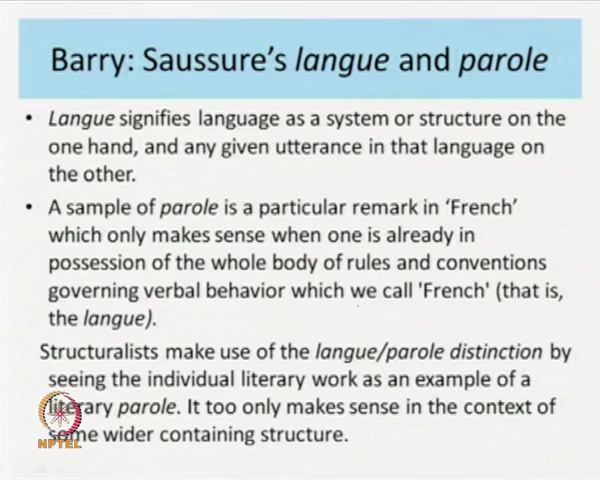 Barry: Saussure's langue and parole
• Langue signifies language as a system or structure on the
one hand, and any given utterance in that language on
the other.
• A sample of parole is a particular remark in 'French'
which only makes sense when one is already in
possession of the whole body of rules and conventions
governing verbal behavior which we call 'French' (that is,
the langue).
Structuralists make use of the langue/parole distinction by
seeing the individual literary work as an example of a
literary parole. It too only makes sense in the context of
some wider containing structure.
NPTEL